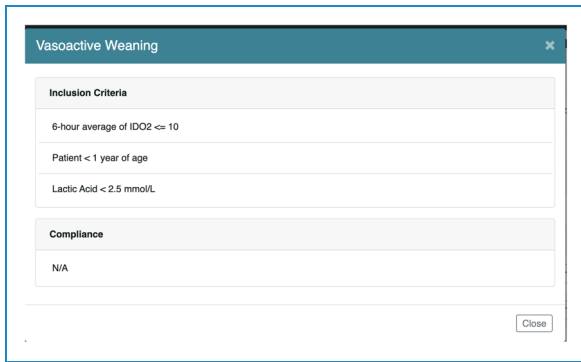 Vasoactive Weaning ×
Inclusion Criteria
6-hour average of IDO2 <= 10
Patient < 1 year of age
Lactic Acid < 2.5 mmol/L
Compliance
N/A
Close